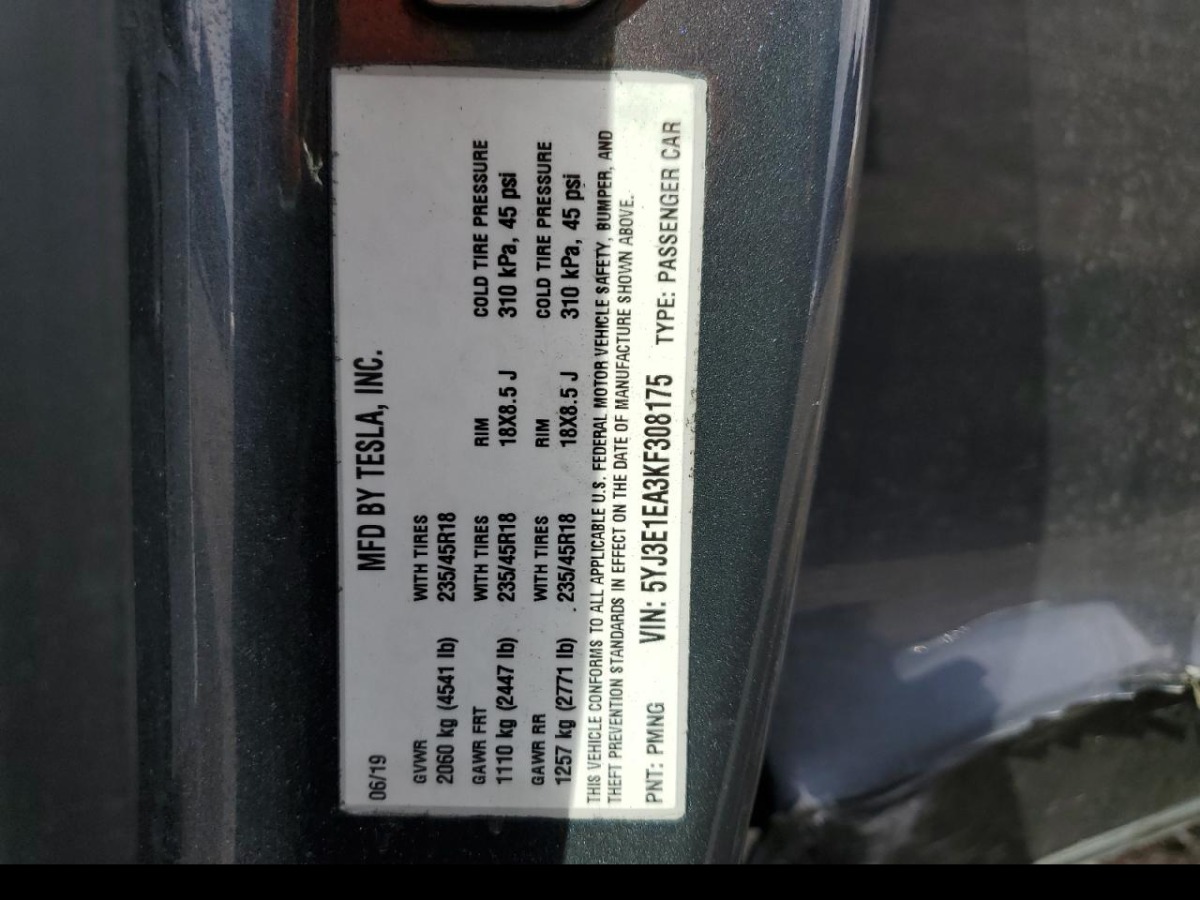 MFD BY TESLA, INC.
06/19
GVWR WITH TIRES
2060 kg (4541 lb) 235/45R18
GAWR FRT WITH TIRES RIM COLD TIRE PRESSURE
1110 kg (2447 lb) 235/45R18 18X8.5 J 310 kPa, 45 psi
GAWR RR WITH TIRES RIM COLD TIRE PRESSURE
1257 kg (2771 lb) 235/45R18 18X8.5 J 310 kPa, 45 psi
THIS VEHICLE CONFORMS TO ALL APPLICABLE U.S. FEDERAL MOTOR VEHICLE SAFETY, BUMPER, AND
THEFT PREVENTION STANDARDS IN EFFECT ON THE DATE OF MANUFACTURE SHOWN ABOVE.
PNT: PMNG VIN: 5YJ3E1EA3KF308175 TYPE: PASSENGER CAR